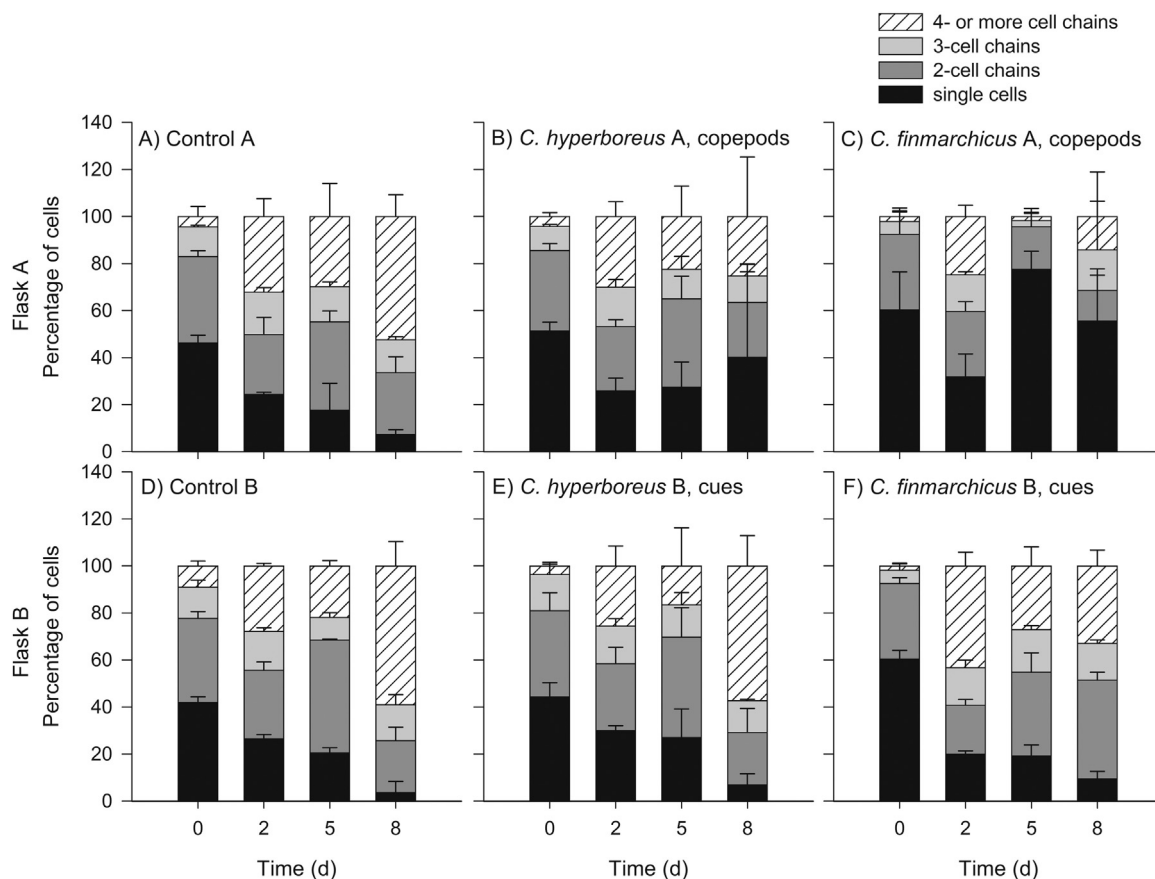 4- or more cell chains
3-cell chains
2-cell chains
single cells
Flask A
Percentage of cells
140
120
100
80
60
40
20
0
A) Control A
B) C. hyperboreus A, copepods
C) C. finmarchicus A, copepods
Flask B
Percentage of cells
140
120
100
80
60
40
20
0
D) Control B
E) C. hyperboreus B, cues
F) C. finmarchicus B, cues
0 2 5 8
0 2 5 8
0 2 5 8
Time (d)
Time (d)
Time (d)